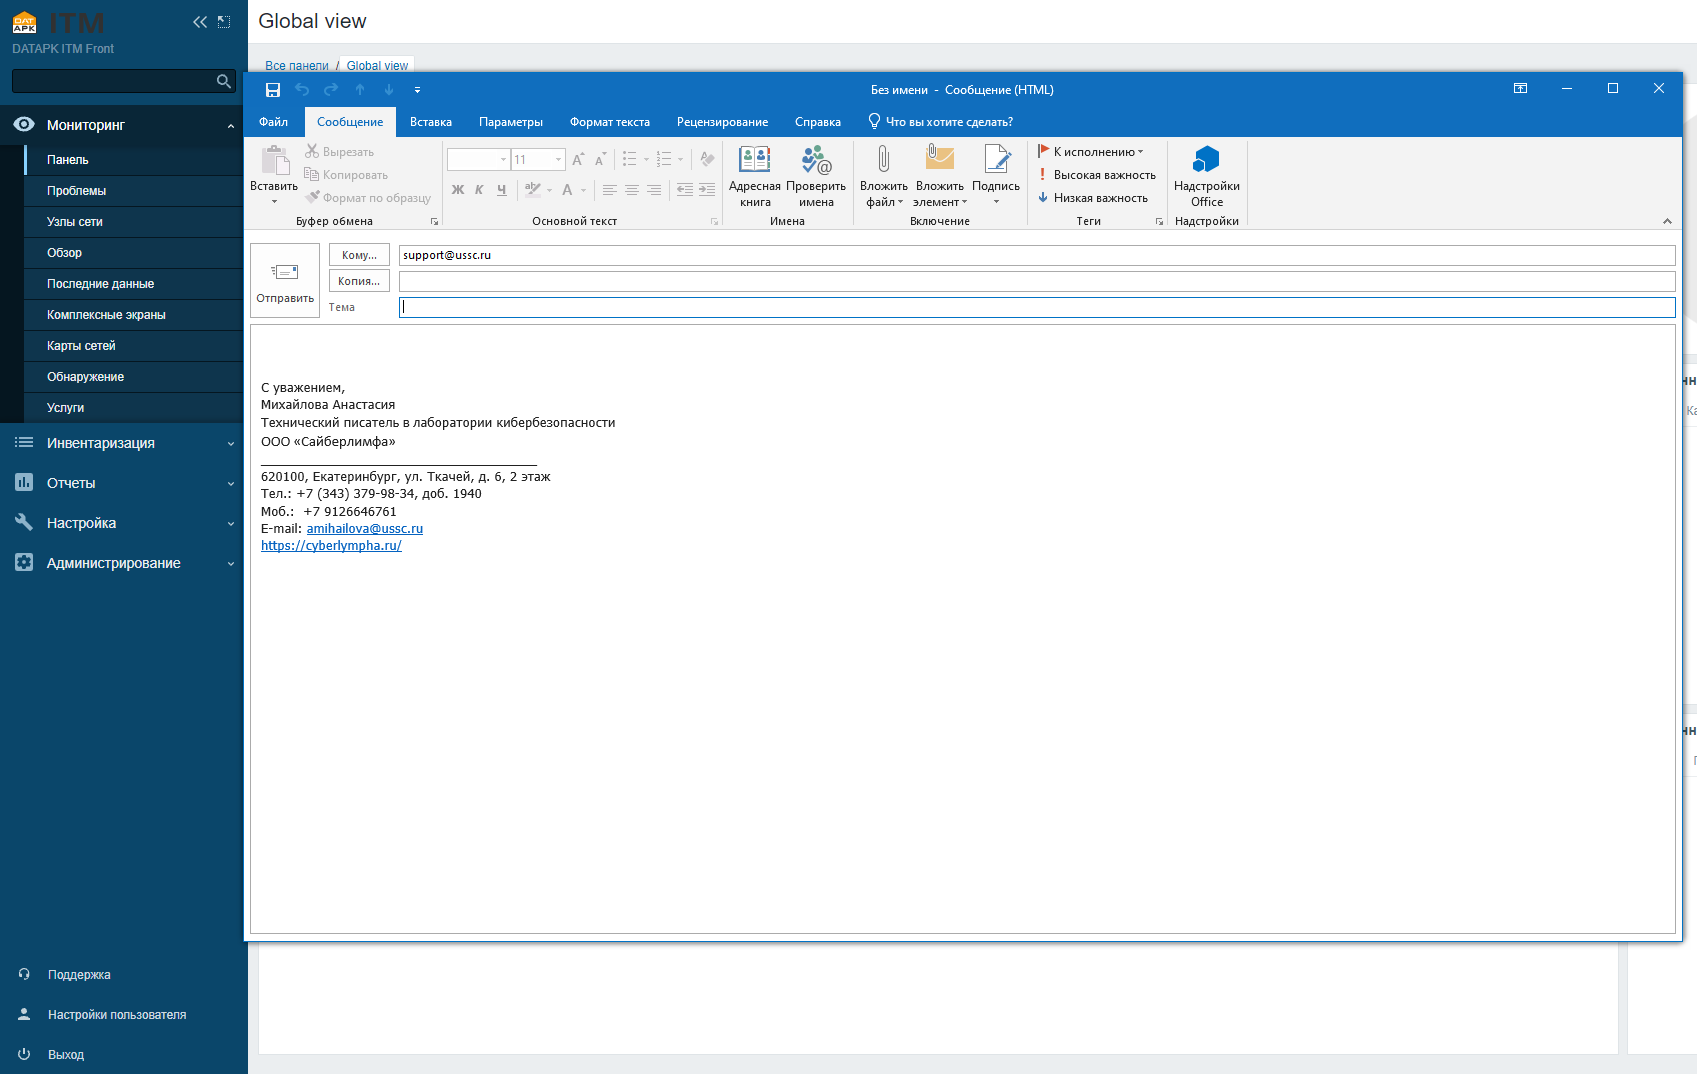 DATAPK ITM
DATAPK ITM Front
Global view
Все панели / Global view
Мониторинг
Панель
Проблемы
Узлы сети
Обзор
Последние данные
Комплексные экраны
Карты сетей
Обнаружение
Услуги
Инвентаризация
Отчеты
Настройка
Администрирование
Поддержка
Настройки пользователя
Выход
Без имени - Сообщение (HTML)
Файл Сообщение Вставка Параметры Формат текста Рецензирование Справка Что вы хотите сделать?
Вставить
Вырезать
Копировать
Формат по образцу
Буфер обмена
11
Ж К Ч
Основной текст
Адресная книга
Проверить имена
Имена
Вложить файл
Вложить элемент
Подпись
Включение
К исполнению
Высокая важность
Низкая важность
Теги
Надстройки Office
Надстройки
Отправить
Кому... support@ussc.ru
Копия...
Тема
С уважением,
Михайлова Анастасия
Технический писатель в лаборатории кибербезопасности
ООО «Сайберлимфа»
620100, Екатеринбург, ул. Ткачей, д. 6, 2 этаж
Тел.: +7 (343) 379-98-34, доб. 1940
Моб.: +7 9126646761
E-mail: amihailova@ussc.ru
https://cyberlympha.ru/